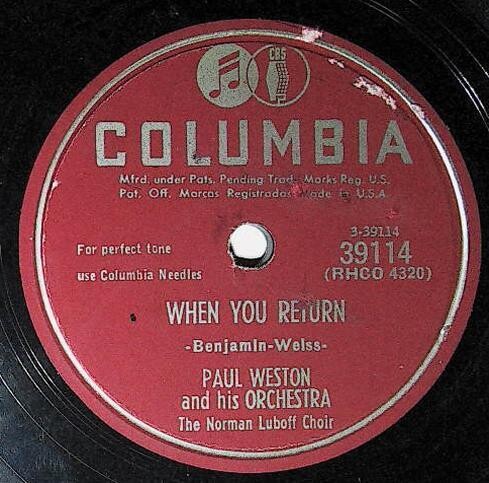 CBS
COLUMBIA
Mfrd. under Pats. Pending Trade Marks Reg. U.S.
Pat. Off. Marcas Registradas Made in U.S.A.
For perfect tone
use Columbia Needles
3-39114
39114
(RHCO 4320)
WHEN YOU RETURN
-Benjamin-Weiss-
PAUL WESTON
and his ORCHESTRA
The Norman Luboff Choir